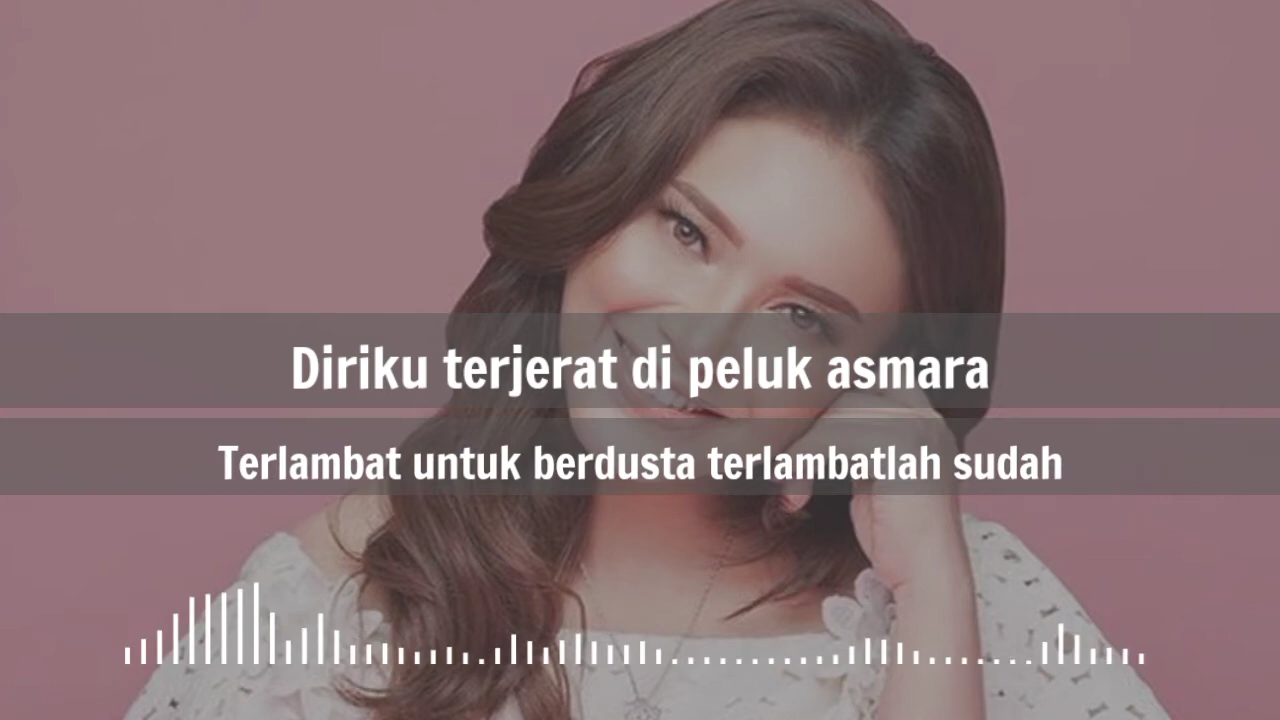 Diriku terjerat di peluk asmara
Terlambat untuk berdusta terlambatlah sudah